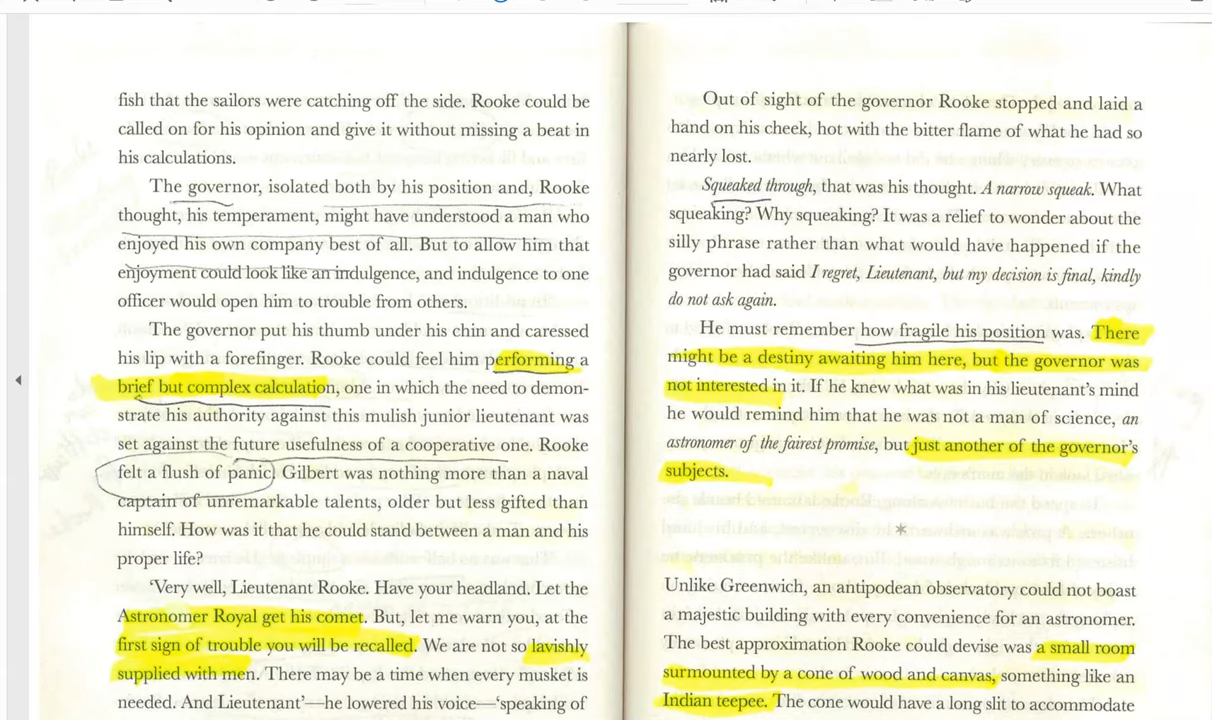 fish that the sailors were catching off the side. Rooke could be
called on for his opinion and give it without missing a beat in
his calculations.
The governor, isolated both by his position and, Rooke
thought, his temperament, might have understood a man who
enjoyed his own company best of all. But to allow him that
enjoyment could look like an indulgence, and indulgence to one
officer would open him to trouble from others.
The governor put his thumb under his chin and caressed
his lip with a forefinger. Rooke could feel him performing a
brief but complex calculation, one in which the need to demon-
strate his authority against this mulish junior lieutenant was
set against the future usefulness of a cooperative one. Rooke
felt a flush of panic. Gilbert was nothing more than a naval
captain of unremarkable talents, older but less gifted than
himself. How was it that he could stand between a man and his
proper life?
‘Very well, Lieutenant Rooke. Have your headland. Let the
Astronomer Royal get his comet. But, let me warn you, at the
first sign of trouble you will be recalled. We are not so lavishly
supplied with men. There may be a time when every musket is
needed. And Lieutenant’—he lowered his voice—‘speaking of
Out of sight of the governor Rooke stopped and laid a
hand on his cheek, hot with the bitter flame of what he had so
nearly lost.
Squeaked through, that was his thought. A narrow squeak. What
squeaking? Why squeaking? It was a relief to wonder about the
silly phrase rather than what would have happened if the
governor had said I regret, Lieutenant, but my decision is final, kindly
do not ask again.
He must remember how fragile his position was. There
might be a destiny awaiting him here, but the governor was
not interested in it. If he knew what was in his lieutenant’s mind
he would remind him that he was not a man of science, an
astronomer of the fairest promise, but just another of the governor’s
subjects.
*
Unlike Greenwich, an antipodean observatory could not boast
a majestic building with every convenience for an astronomer.
The best approximation Rooke could devise was a small room
surmounted by a cone of wood and canvas, something like an
Indian teepee. The cone would have a long slit to accommodate